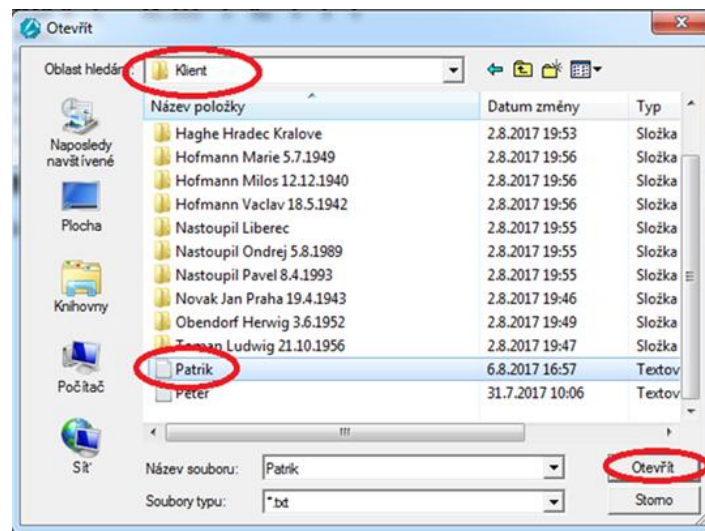 Otevřít
Oblast hledání: Klient
Název položky Datum změny Typ
Haghe Hradec Kralove 2.8.2017 19:53 Složka
Hofmann Marie 5.7.1949 2.8.2017 19:56 Složka
Hofmann Milos 12.12.1940 2.8.2017 19:56 Složka
Hofmann Vaclav 18.5.1942 2.8.2017 19:56 Složka
Nastoupil Liberec 2.8.2017 19:55 Složka
Nastoupil Ondrej 5.8.1989 2.8.2017 19:55 Složka
Nastoupil Pavel 8.4.1993 2.8.2017 19:55 Složka
Novak Jan Praha 19.4.1943 2.8.2017 19:46 Složka
Obendorf Herwig 3.6.1952 2.8.2017 19:49 Složka
Toman Ludwig 21.10.1956 2.8.2017 19:47 Složka
Patrik 6.8.2017 16:57 Textov
Peter 31.7.2017 10:06 Textov
Naposledy
navštívené
Plocha
Knihovny
Počítač
Síť
Název souboru: Patrik Otevřít
Soubory typu: *.txt Storno